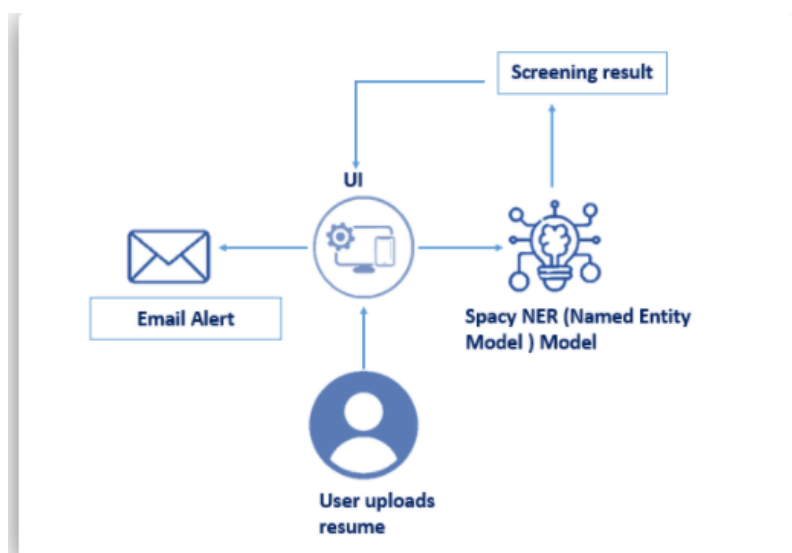 Screening result
UI
Email Alert
Spacy NER (Named Entity
Model ) Model
User uploads
resume